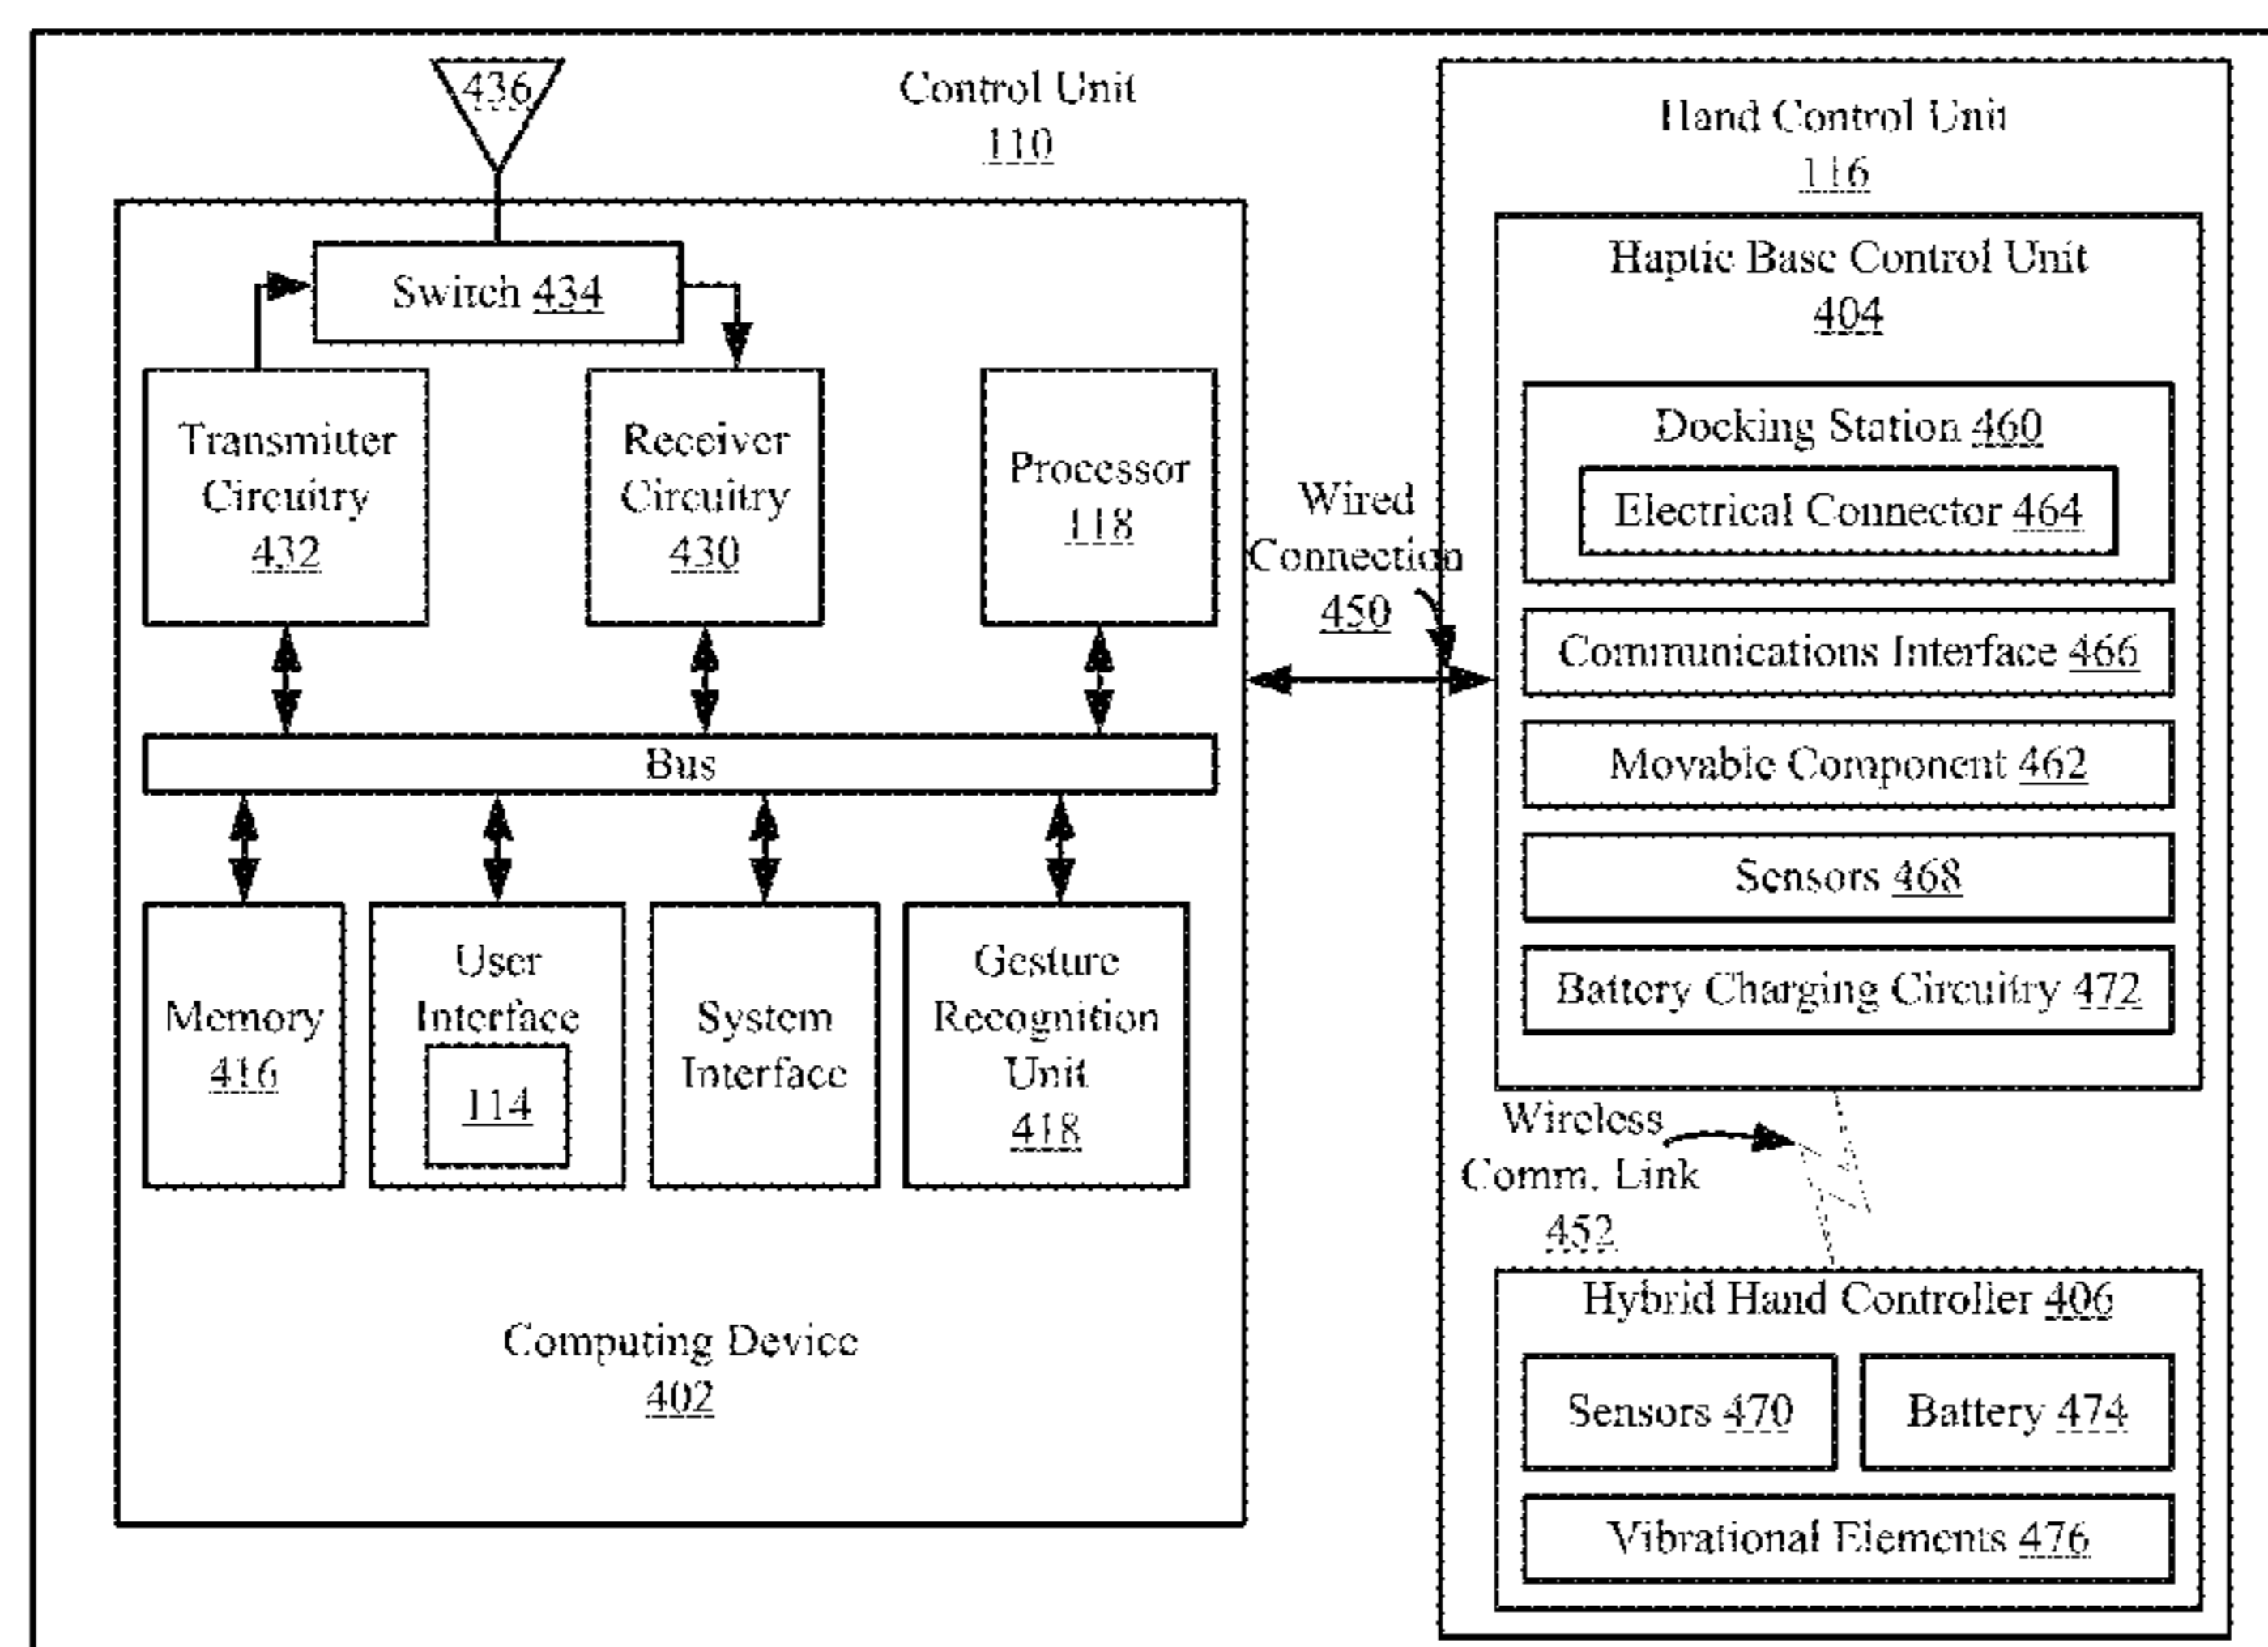 436
Control Unit
110
Switch 434
Transmitter
Circuitry
432
Receiver
Circuitry
430
Processor
118
Bus
Memory
416
User
Interface
114
System
Interface
Gesture
Recognition
Unit
418
Computing Device
402
Wired
Connection
450
Hand Control Unit
116
Haptic Base Control Unit
404
Docking Station 460
Electrical Connector 464
Communications Interface 466
Movable Component 462
Sensors 468
Battery Charging Circuitry 472
Wireless
Comm. Link
452
Hybrid Hand Controller 406
Sensors 470
Battery 474
Vibrational Elements 476